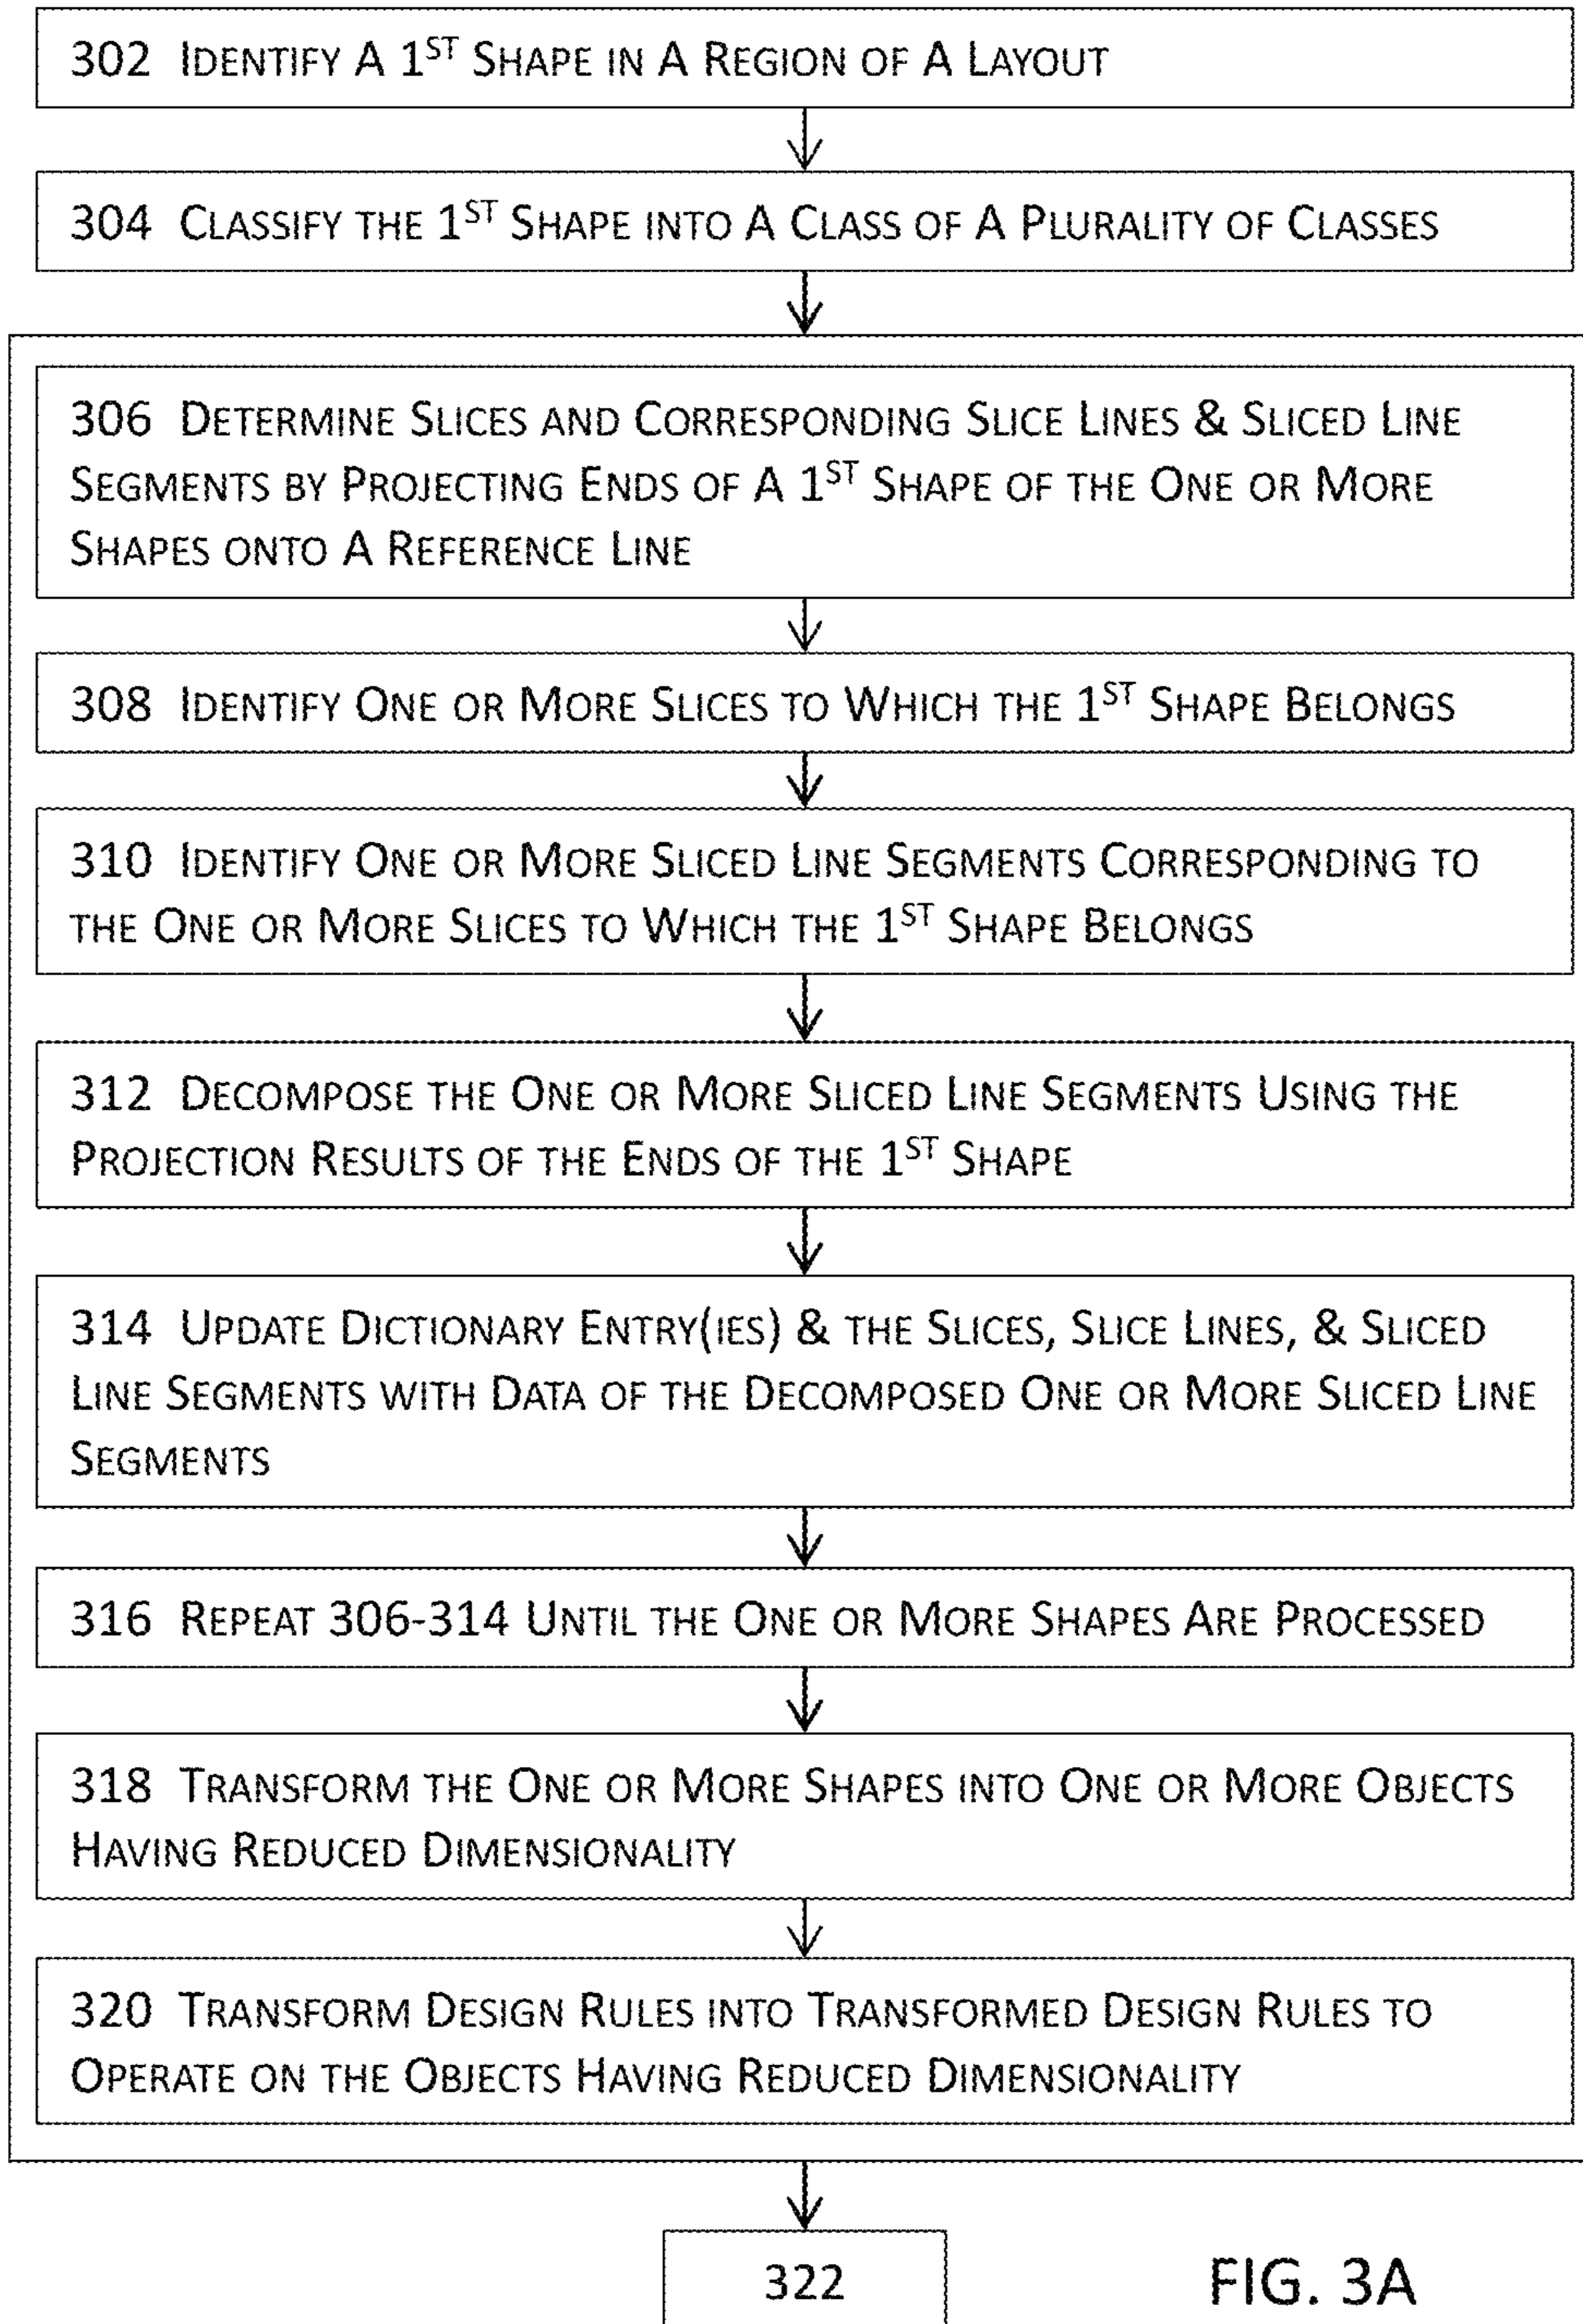 302 IDENTIFY A 1ST SHAPE IN A REGION OF A LAYOUT
304 CLASSIFY THE 1ST SHAPE INTO A CLASS OF A PLURALITY OF CLASSES
306 DETERMINE SLICES AND CORRESPONDING SLICE LINES & SLICED LINE
SEGMENTS BY PROJECTING ENDS OF A 1ST SHAPE OF THE ONE OR MORE
SHAPES ONTO A REFERENCE LINE
308 IDENTIFY ONE OR MORE SLICES TO WHICH THE 1ST SHAPE BELONGS
310 IDENTIFY ONE OR MORE SLICED LINE SEGMENTS CORRESPONDING TO
THE ONE OR MORE SLICES TO WHICH THE 1ST SHAPE BELONGS
312 DECOMPOSE THE ONE OR MORE SLICED LINE SEGMENTS USING THE
PROJECTION RESULTS OF THE ENDS OF THE 1ST SHAPE
314 UPDATE DICTIONARY ENTRY(IES) & THE SLICES, SLICE LINES, & SLICED
LINE SEGMENTS WITH DATA OF THE DECOMPOSED ONE OR MORE SLICED LINE
SEGMENTS
316 REPEAT 306-314 UNTIL THE ONE OR MORE SHAPES ARE PROCESSED
318 TRANSFORM THE ONE OR MORE SHAPES INTO ONE OR MORE OBJECTS
HAVING REDUCED DIMENSIONALITY
320 TRANSFORM DESIGN RULES INTO TRANSFORMED DESIGN RULES TO
OPERATE ON THE OBJECTS HAVING REDUCED DIMENSIONALITY
322
FIG. 3A